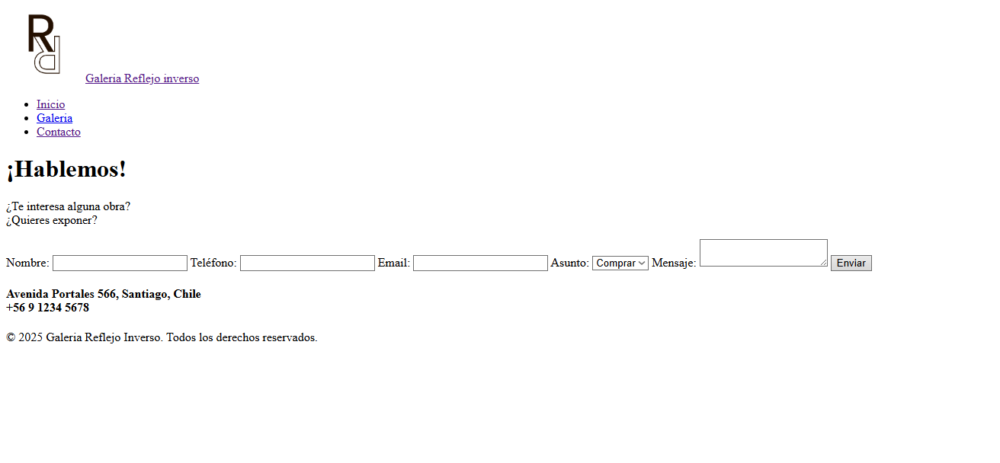 R
R
Galeria Reflejo inverso
Inicio
Galeria
Contacto
¡Hablemos!
¿Te interesa alguna obra?
¿Quieres exponer?
Nombre: Teléfono: Email: Asunto: Comprar Mensaje: Enviar
Avenida Portales 566, Santiago, Chile
+56 9 1234 5678
© 2025 Galeria Reflejo Inverso. Todos los derechos reservados.